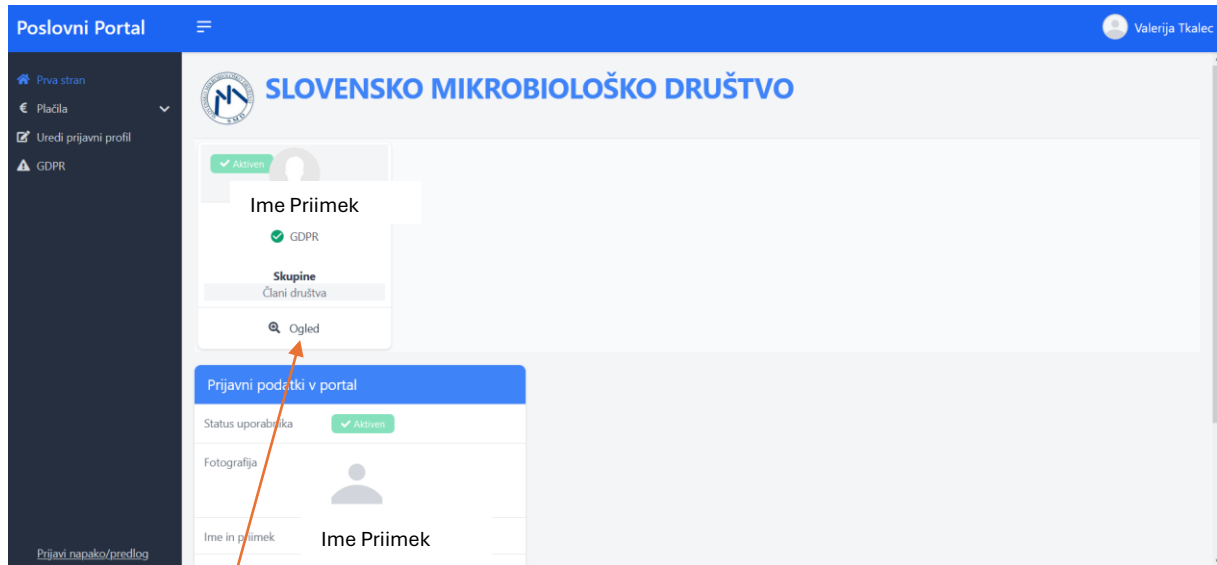 Poslovni Portal
Valerija Tkalec
Prva stran
€ Plačila
Uredi prijavni profil
GDPR
SLOVENSKO MIKROBIOLOŠKO DRUŠTVO
SMD
Aktiven
Ime Priimek
GDPR
Skupine
Člani društva
Ogled
Prijavni podatki v portal
Status uporabnika
Aktiven
Fotografija
Ime in priimek
Ime Priimek
Prijavi napako/predlog